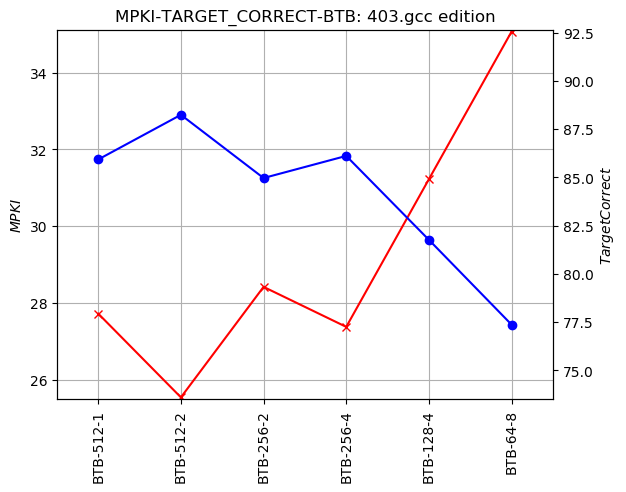 MPKI-TARGET_CORRECT-BTB: 403.gcc edition
34
32
30
28
26
MPKI
92.5
90.0
87.5
85.0
82.5
80.0
77.5
75.0
TargetCorrect
BTB-512-1
BTB-512-2
BTB-256-2
BTB-256-4
BTB-128-4
BTB-64-8